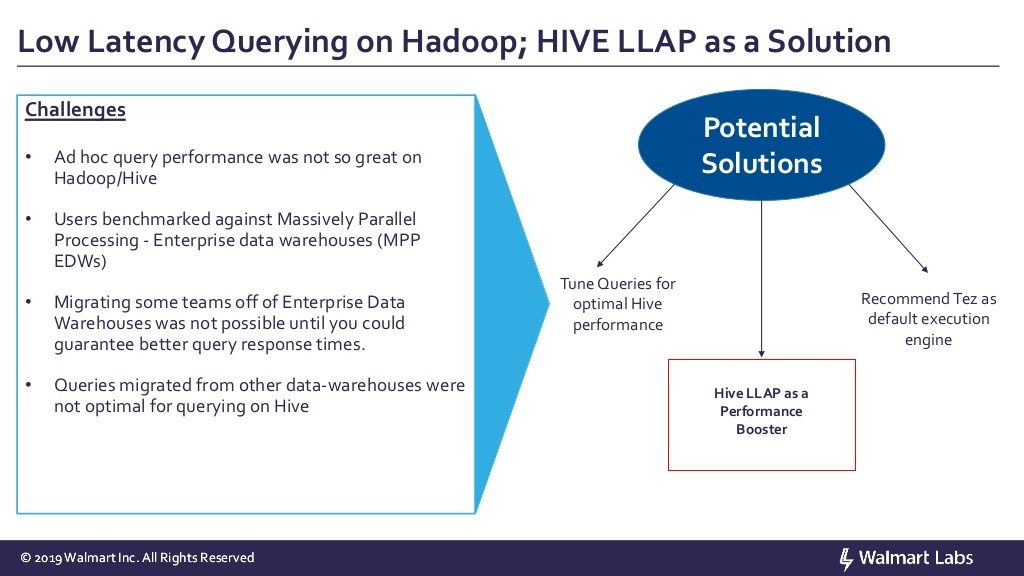 Low Latency Querying on Hadoop; HIVE LLAP as a Solution
Challenges
• Ad hoc query performance was not so great on
Hadoop/Hive
• Users benchmarked against Massively Parallel
Processing - Enterprise data warehouses (MPP
EDWs)
• Migrating some teams off of Enterprise Data
Warehouses was not possible until you could
guarantee better query response times.
• Queries migrated from other data-warehouses were
not optimal for querying on Hive
Potential
Solutions
Tune Queries for
optimal Hive
performance
Hive LLAP as a
Performance
Booster
Recommend Tez as
default execution
engine
© 2019 Walmart Inc. All Rights Reserved
Walmart Labs